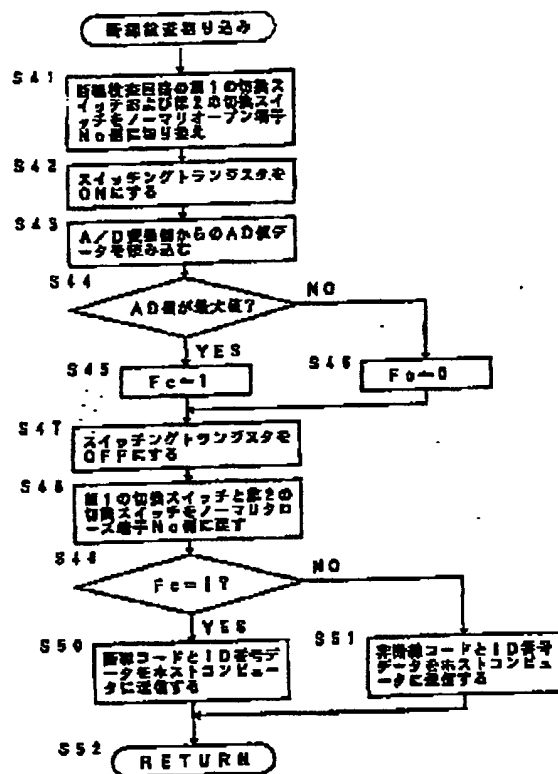 断線検査割り込み
S41
断線検査回路の第1の切換ス
イッチおよび第2の切換スイ
ッチをノーマリオープン端子
No側に切り換え
S42
スイッチングトランジスタを
ONにする
S43
A/D変換器からのAD値デ
ータを読み込む
S44
AD値が最大値?
NO
YES
S45
Fc=1
S46
Fc=0
S47
スイッチングトランジスタを
OFFにする
S48
第1の切換スイッチと第2の
切換スイッチをノーマリクロ
ーズ端子Nc側に戻す
Fc=1?
NO
YES
S50
断線コードとID番号デ
ータをホストコンピュー
タに送信する
S51
コードとID番号
データをホストコンピュ
ータに送信する
S52
RETURN